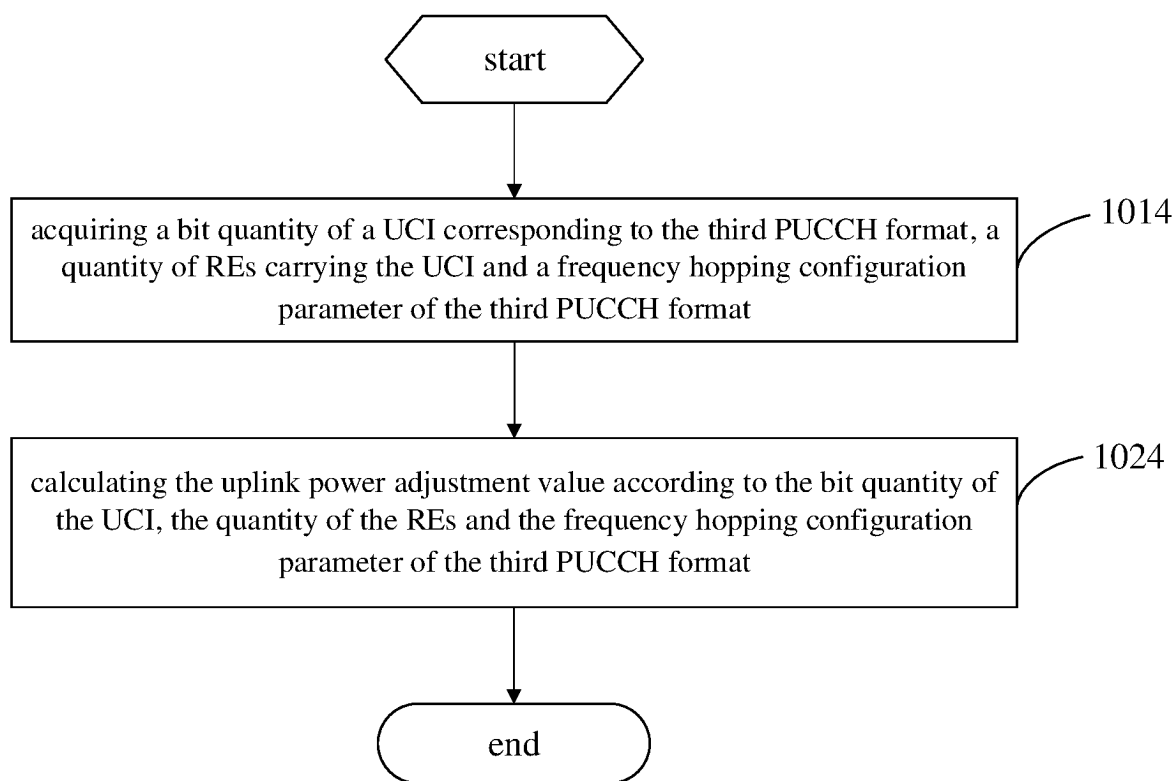 start
acquiring a bit quantity of a UCI corresponding to the third PUCCH format, a
quantity of REs carrying the UCI and a frequency hopping configuration
parameter of the third PUCCH format
1014
calculating the uplink power adjustment value according to the bit quantity of
the UCI, the quantity of the REs and the frequency hopping configuration
parameter of the third PUCCH format
1024
end